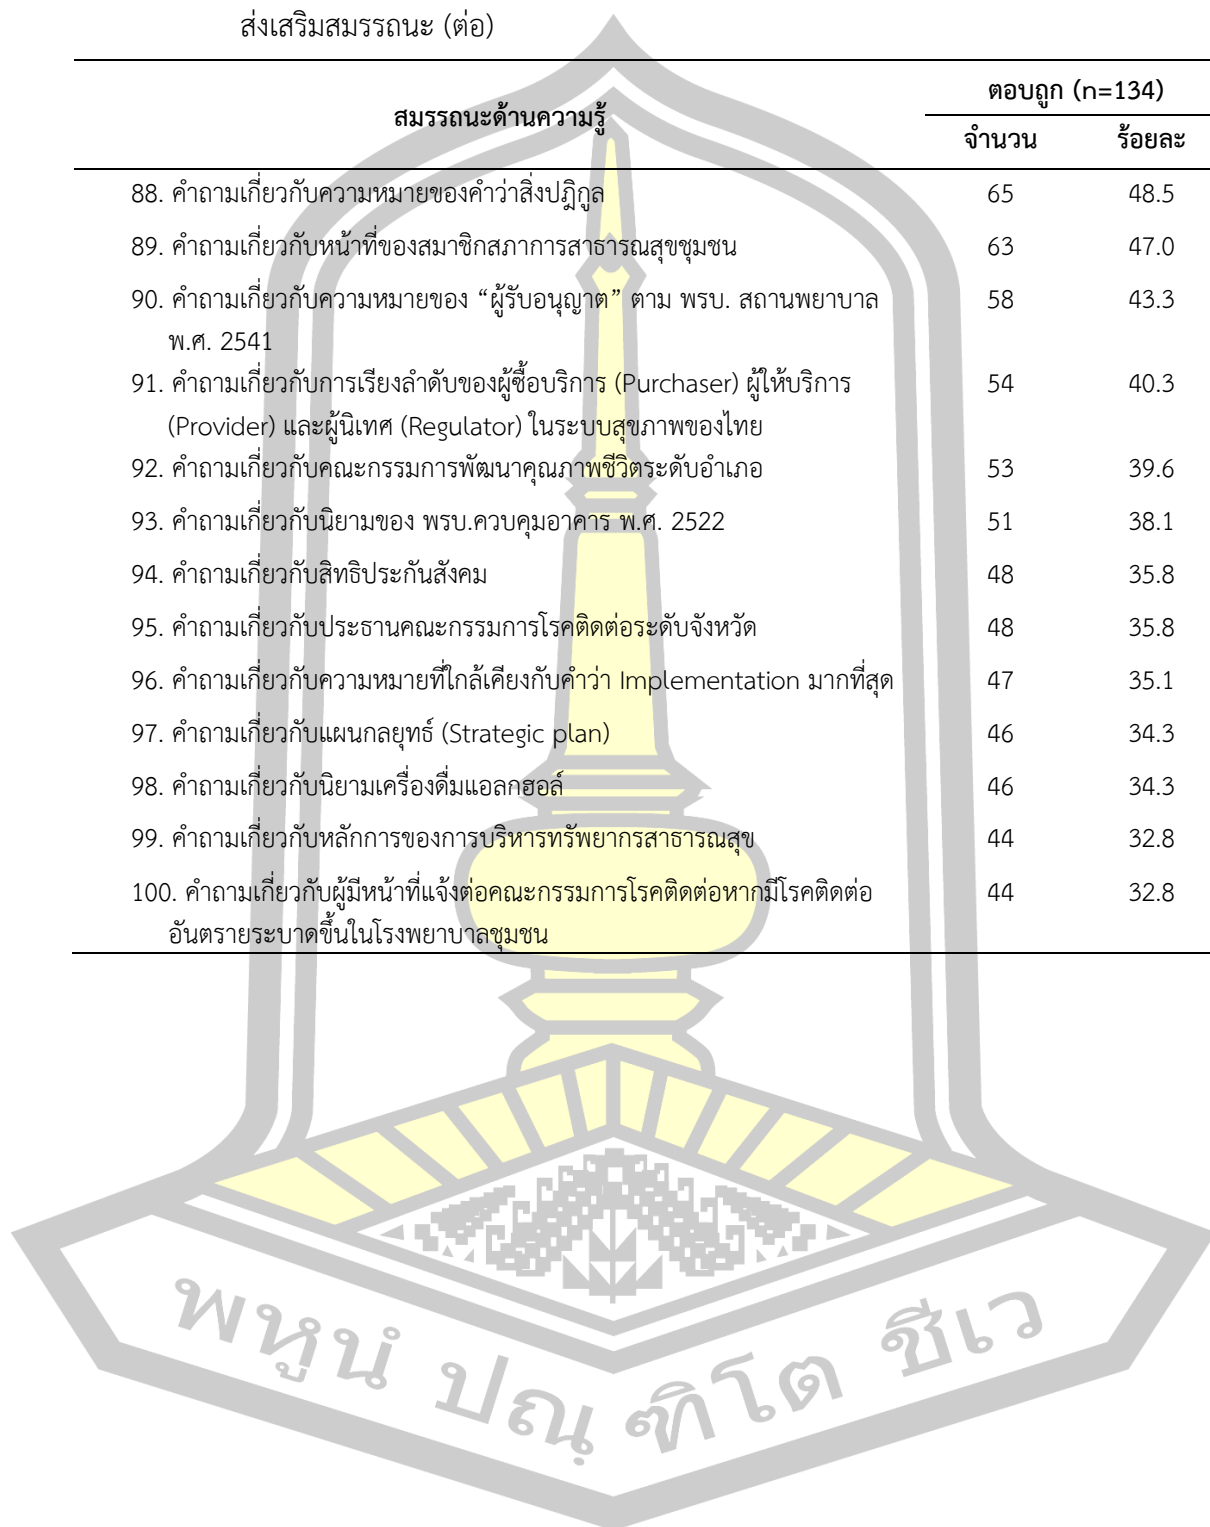 ส่งเสริมสมรรถนะ (ต่อ)
สมรรถนะด้านความรู้
ตอบถูก (n=134)
จำนวน ร้อยละ
88. คำถามเกี่ยวกับความหมายของคำว่าสิ่งปฏิกูล 65 48.5
89. คำถามเกี่ยวกับหน้าที่ของสมาชิกสภาการสาธารณสุขชุมชน 63 47.0
90. คำถามเกี่ยวกับความหมายของ “ผู้รับอนุญาต” ตาม พรบ. สถานพยาบาล 58 43.3
พ.ศ. 2541
91. คำถามเกี่ยวกับการเรียงลำดับของผู้ซื้อบริการ (Purchaser) ผู้ให้บริการ 54 40.3
(Provider) และผู้นิเทศ (Regulator) ในระบบสุขภาพของไทย
92. คำถามเกี่ยวกับคณะกรรมการพัฒนาคุณภาพชีวิตระดับอำเภอ 53 39.6
93. คำถามเกี่ยวกับนิยามของ พรบ.ควบคุมอาคาร พ.ศ. 2522 51 38.1
94. คำถามเกี่ยวกับสิทธิประกันสังคม 48 35.8
95. คำถามเกี่ยวกับประธานคณะกรรมการโรคติดต่อระดับจังหวัด 48 35.8
96. คำถามเกี่ยวกับความหมายที่ใกล้เคียงกับคำว่า Implementation มากที่สุด 47 35.1
97. คำถามเกี่ยวกับแผนกลยุทธ์ (Strategic plan) 46 34.3
98. คำถามเกี่ยวกับนิยามเครื่องดื่มแอลกฮอล์ 46 34.3
99. คำถามเกี่ยวกับหลักการของการบริหารทรัพยากรสาธารณสุข 44 32.8
100. คำถามเกี่ยวกับผู้มีหน้าที่แจ้งต่อคณะกรรมการโรคติดต่อหากมีโรคติดต่อ 44 32.8
อันตรายระบาดขึ้นในโรงพยาบาลชุมชน
พหูนํ ปณฺฑิโต ชีเว